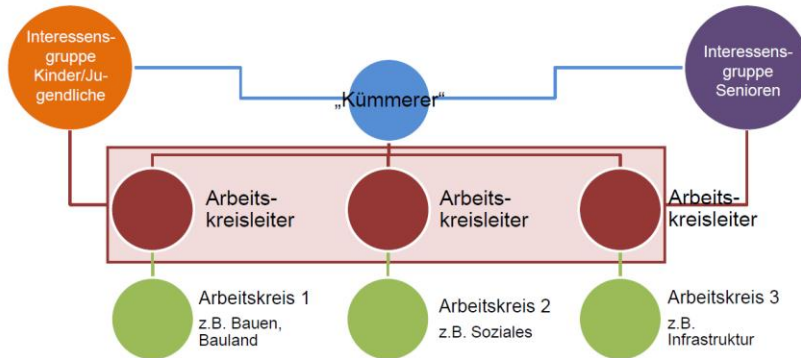 Interessens-
gruppe
Kinder/Ju-
gendliche
„Kümmerer“
Interessens-
gruppe
Senioren
Arbeits-
kreisleiter
Arbeits-
kreisleiter
Arbeits-
kreisleiter
Arbeitskreis 1
z.B. Bauen,
Bauland
Arbeitskreis 2
z.B. Soziales
Arbeitskreis 3
z.B.
Infrastruktur